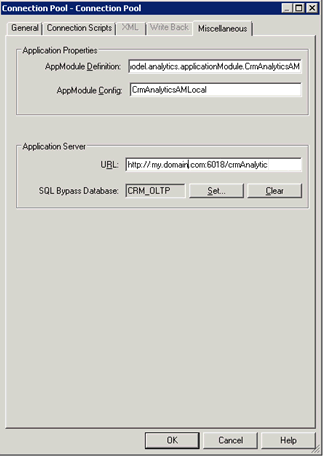 Connection Pool - Connection Pool
General Connection Scripts XML Write Back Miscellaneous
Application Properties
AppModule Definition: odel.analytics.applicationModule.CrmAnalyticsAM
AppModule Config: CrmAnalyticsAMLocal
Application Server
URL: http://my.domain.com:6018/crmAnalytic
SQL Bypass Database: CRM_OLTP Set... Clear
OK Cancel Help